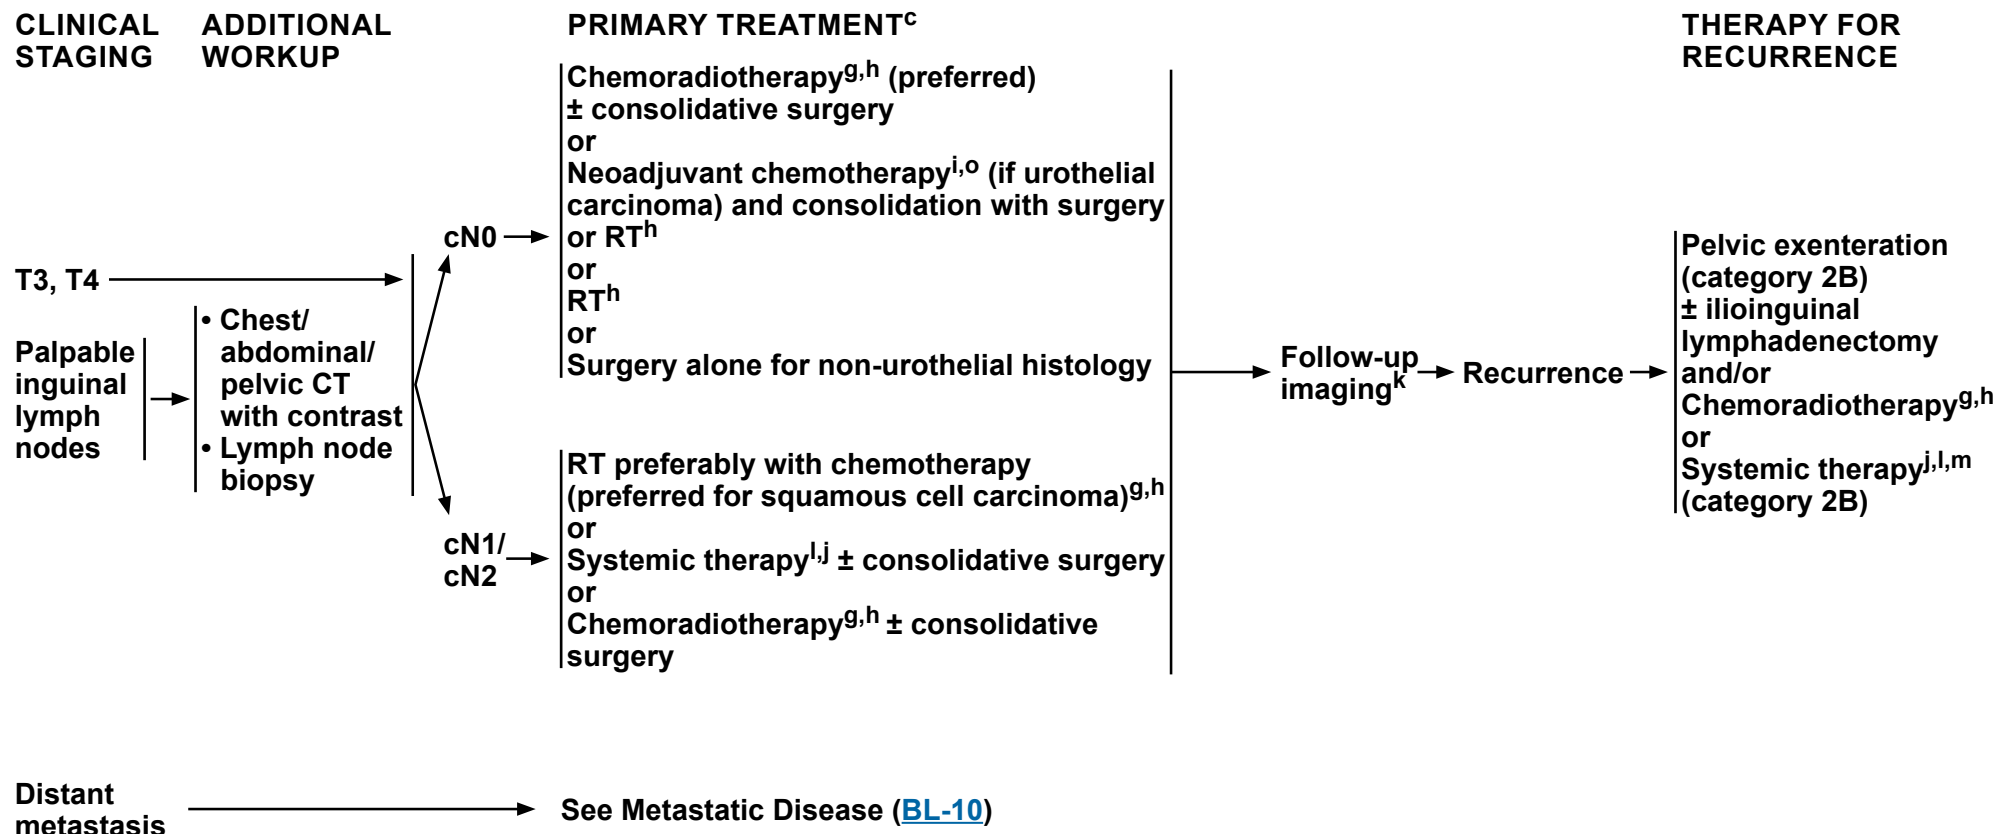 CLINICAL
STAGING
ADDITIONAL
WORKUP
PRIMARY TREATMENTᶜ
THERAPY FOR
RECURRENCE
T3, T4
Palpable
inguinal
lymph
nodes
• Chest/
abdominal/
pelvic CT
with contrast
• Lymph node
biopsy
cN0
Chemoradiotherapyᵍ,ʰ (preferred)
± consolidative surgery
or
Neoadjuvant chemotherapyⁱ,ᵒ (if urothelial
carcinoma) and consolidation with surgery
or RTʰ
or
RTʰ
or
Surgery alone for non-urothelial histology
cN1/
cN2
RT preferably with chemotherapy
(preferred for squamous cell carcinoma)ᵍ,ʰ
or
Systemic therapyˡ,ʲ ± consolidative surgery
or
Chemoradiotherapyᵍ,ʰ ± consolidative
surgery
Follow-up
imagingᵏ
Recurrence
Pelvic exenteration
(category 2B)
± ilioinguinal
lymphadenectomy
and/or
Chemoradiotherapyᵍ,ʰ
or
Systemic therapyʲ,ˡ,ᵐ
(category 2B)
Distant
metastasis
See Metastatic Disease (BL-10)